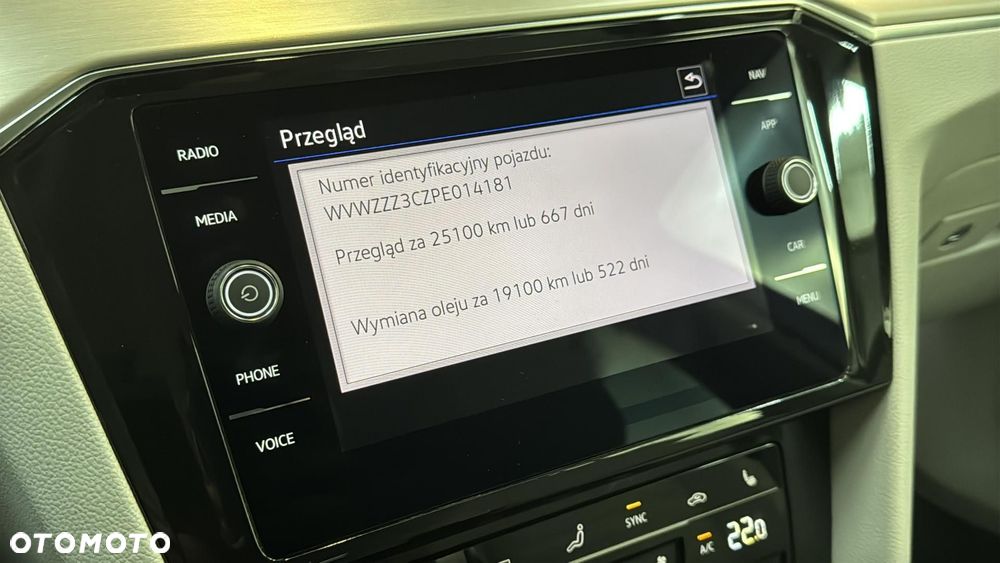 RADIO
MEDIA
PHONE
VOICE
Przegląd
Numer identyfikacyjny pojazdu:
WVWZZZ3CZPE014181
Przegląd za 25100 km lub 667 dni
Wymiana oleju za 19100 km lub 522 dni
NAV
APP
CAR
MENU
SYNC
A/C
22.0
OTOMOTO